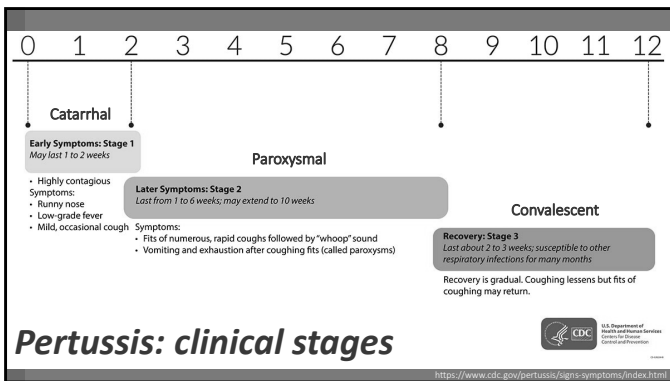 0 1 2 3 4 5 6 7 8 9 10 11 12
Catarrhal
Early Symptoms: Stage 1
May last 1 to 2 weeks
• Highly contagious
Symptoms:
• Runny nose
• Low-grade fever
• Mild, occasional cough
Paroxysmal
Later Symptoms: Stage 2
Last from 1 to 6 weeks; may extend to 10 weeks
Symptoms:
• Fits of numerous, rapid coughs followed by "whoop" sound
• Vomiting and exhaustion after coughing fits (called paroxysms)
Convalescent
Recovery: Stage 3
Last about 2 to 3 weeks; susceptible to other
respiratory infections for many months
Recovery is gradual. Coughing lessens but fits of
coughing may return.
CDC
U.S. Department of
Health and Human Services
Centers for Disease
Control and Prevention
Pertussis: clinical stages
https://www.cdc.gov/pertussis/signs-symptoms/index.html